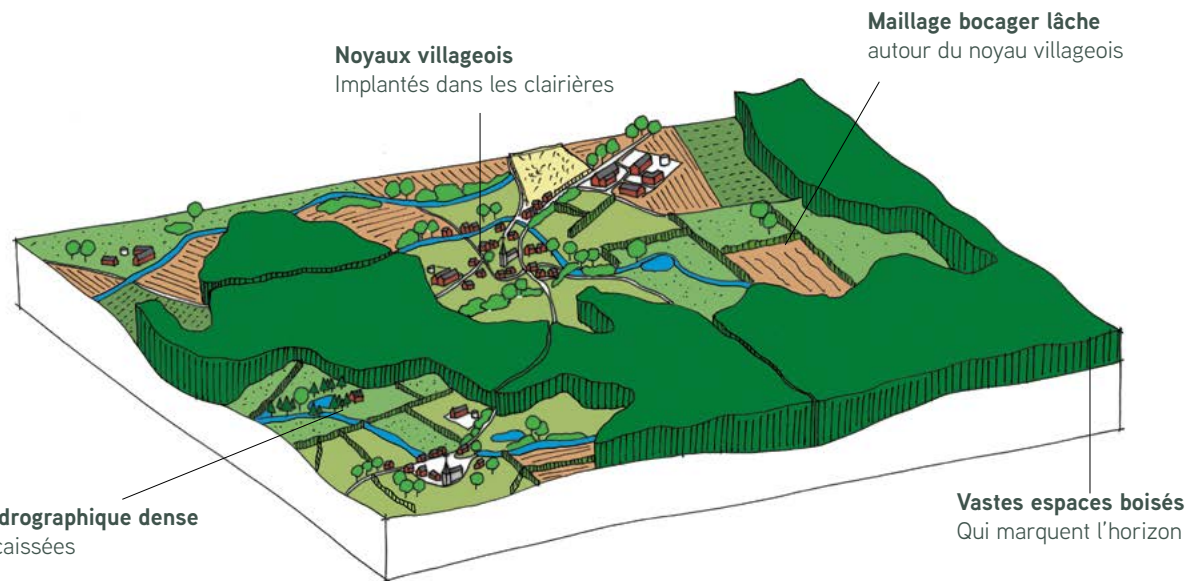 Maillage bocager lâche
autour du noyau villageois
Noyaux villageois
Implantés dans les clairières
drographique dense
caissées
Vastes espaces boisés
Qui marquent l'horizon